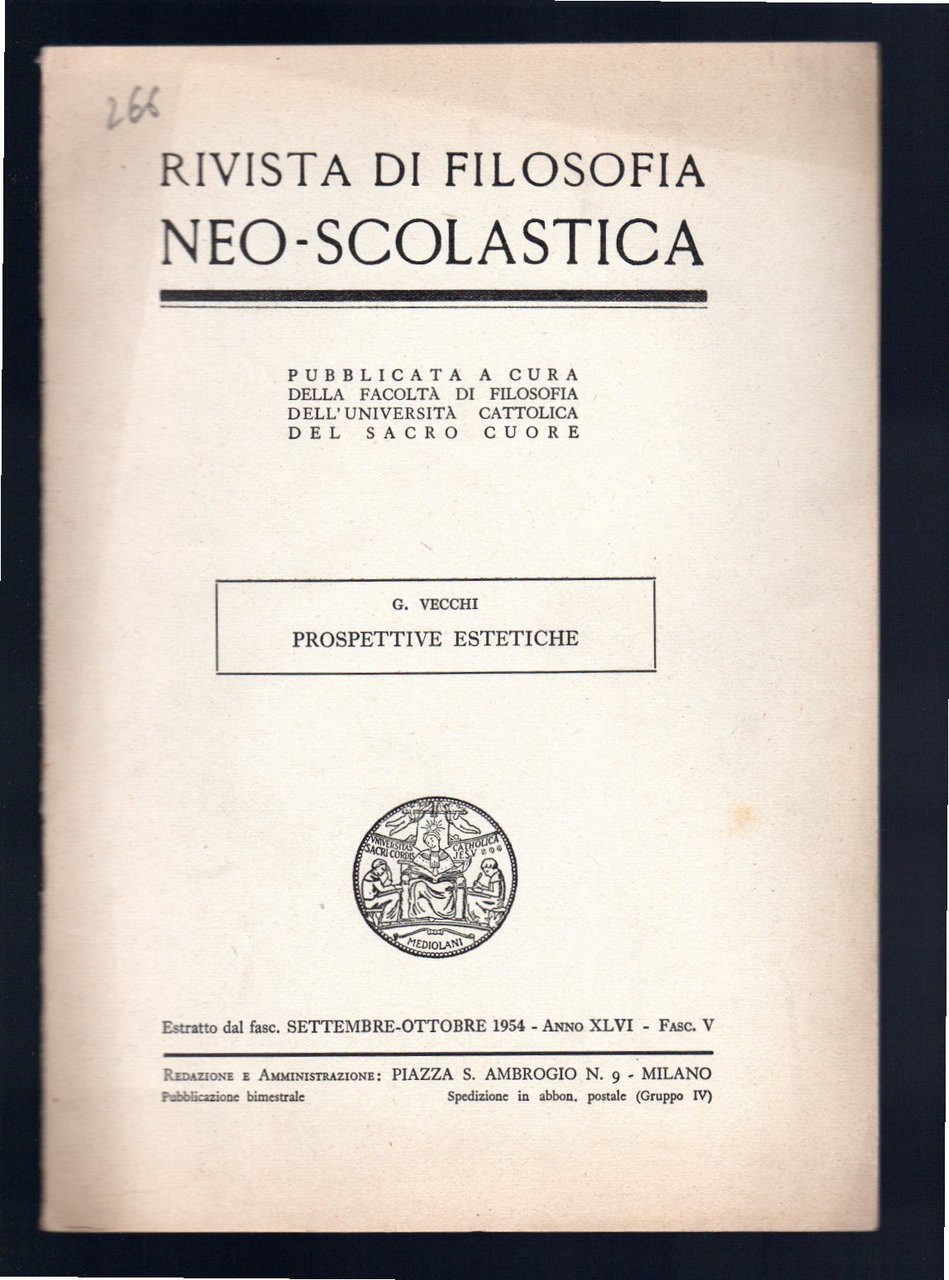 266
RIVISTA DI FILOSOFIA
NEO-SCOLASTICA
PUBBLICATA A CURA
DELLA FACOLTÀ DI FILOSOFIA
DELL'UNIVERSITÀ CATTOLICA
DEL SACRO CUORE
G. VECCHI
PROSPETTIVE ESTETICHE
UNIVERSITAS CATHOLICA
SACRI CORDIS JESV
MEDIOLANI
Estratto dal fasc. SETTEMBRE-OTTOBRE 1954 - ANNO XLVI - FASC. V
REDAZIONE E AMMINISTRAZIONE: PIAZZA S. AMBROGIO N. 9 - MILANO
Pubblicazione bimestrale Spedizione in abbon. postale (Gruppo IV)